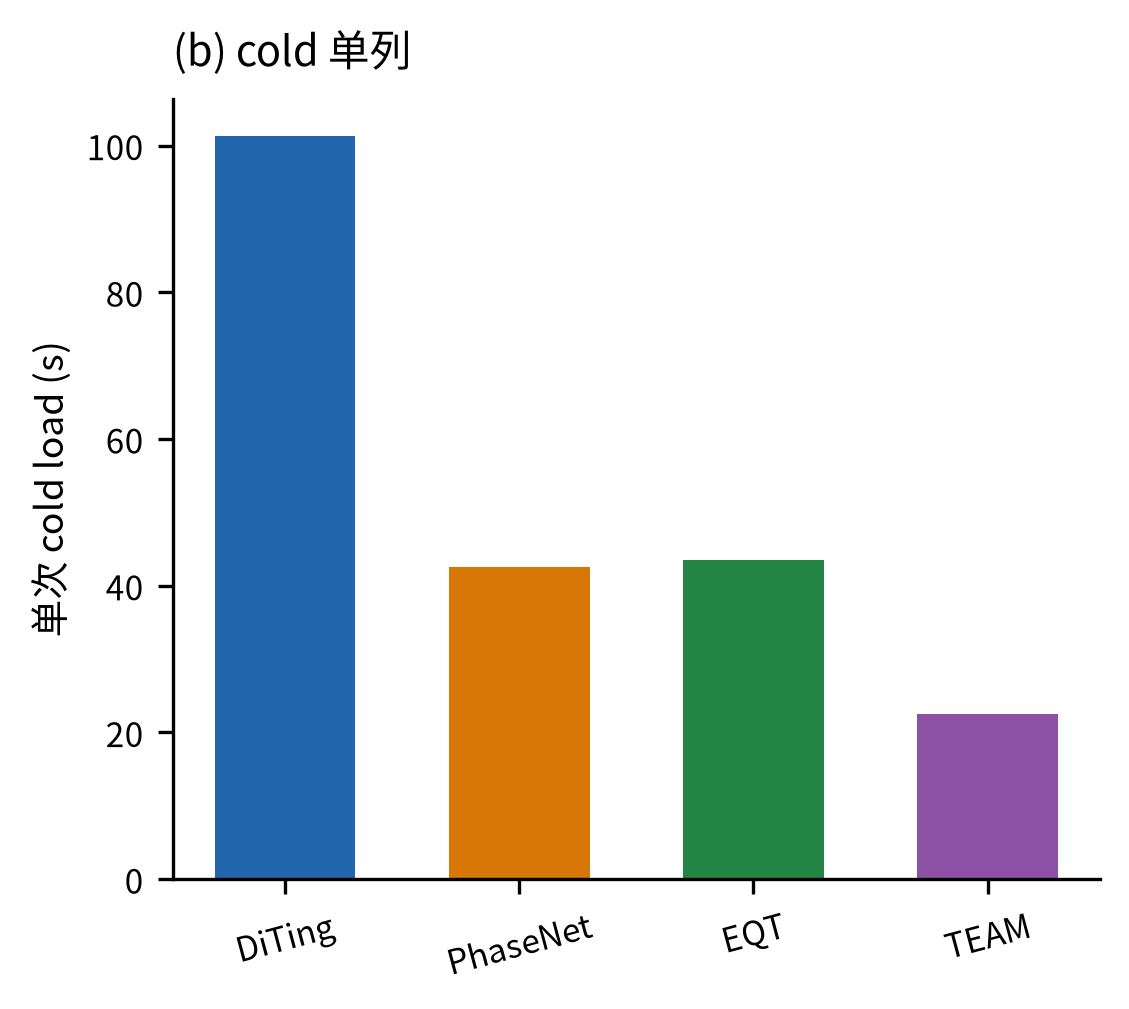 (b) cold 单列
单次 cold load (s)
100
80
60
40
20
0
DiTing
PhaseNet
EQT
TEAM